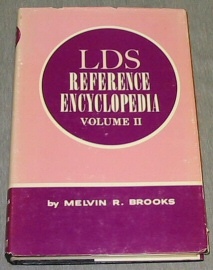 LDS
REFERENCE
ENCYCLOPEDIA
VOLUME II
by MELVIN R. BROOKS